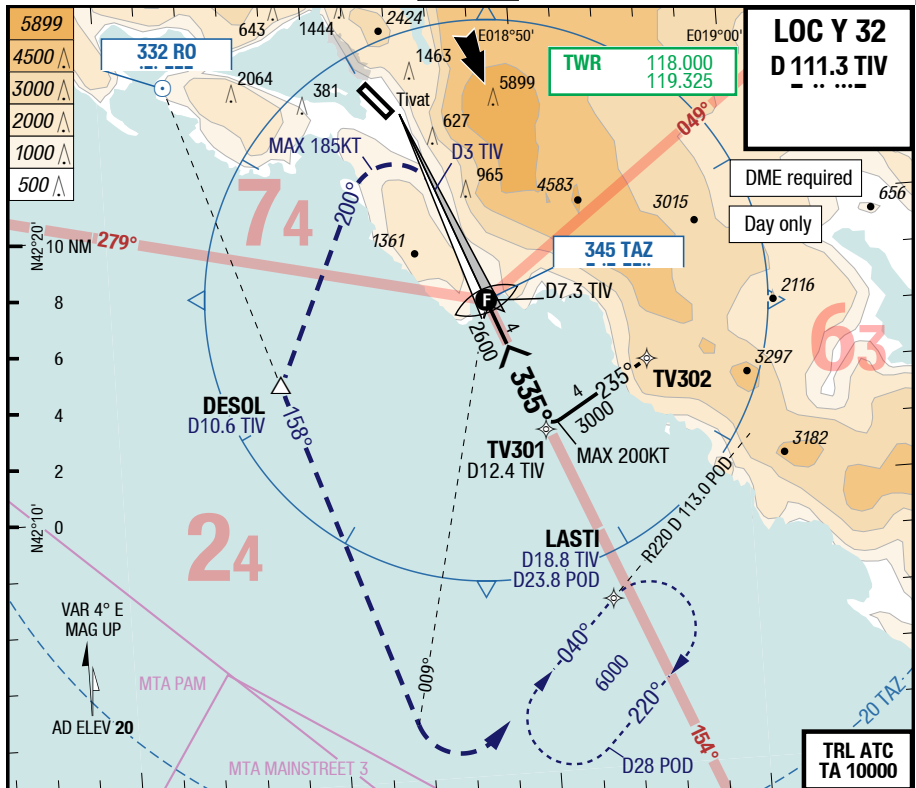 5899
4500
3000
2000
1000
500
332 RO
643
1444
2424
1463
2064
381
Tivat
627
965
5899
E018°50'
E019°00'
TWR 118.000
119.325
LOC Y 32
D 111.3 TIV
DME required
Day only
656
MAX 185KT
D3 TIV
049°
200°
4583
3015
74
279°
1361
345 TAZ
N42°20'
10 NM
8
6
4
2
0
N42°10'
F
D7.3 TIV
2116
63
2600
4
335°
4
235°
3000
TV302
3297
DESOL
D10.6 TIV
158°
TV301
D12.4 TIV
MAX 200KT
3182
R220 D 113.0 POD
24
LASTI
D18.8 TIV
D23.8 POD
VAR 4° E
MAG UP
AD ELEV 20
009°
040°
6000
220°
154°
D28 POD
20 TAZ
MTA PAM
MTA MAINSTREET 3
TRL ATC
TA 10000